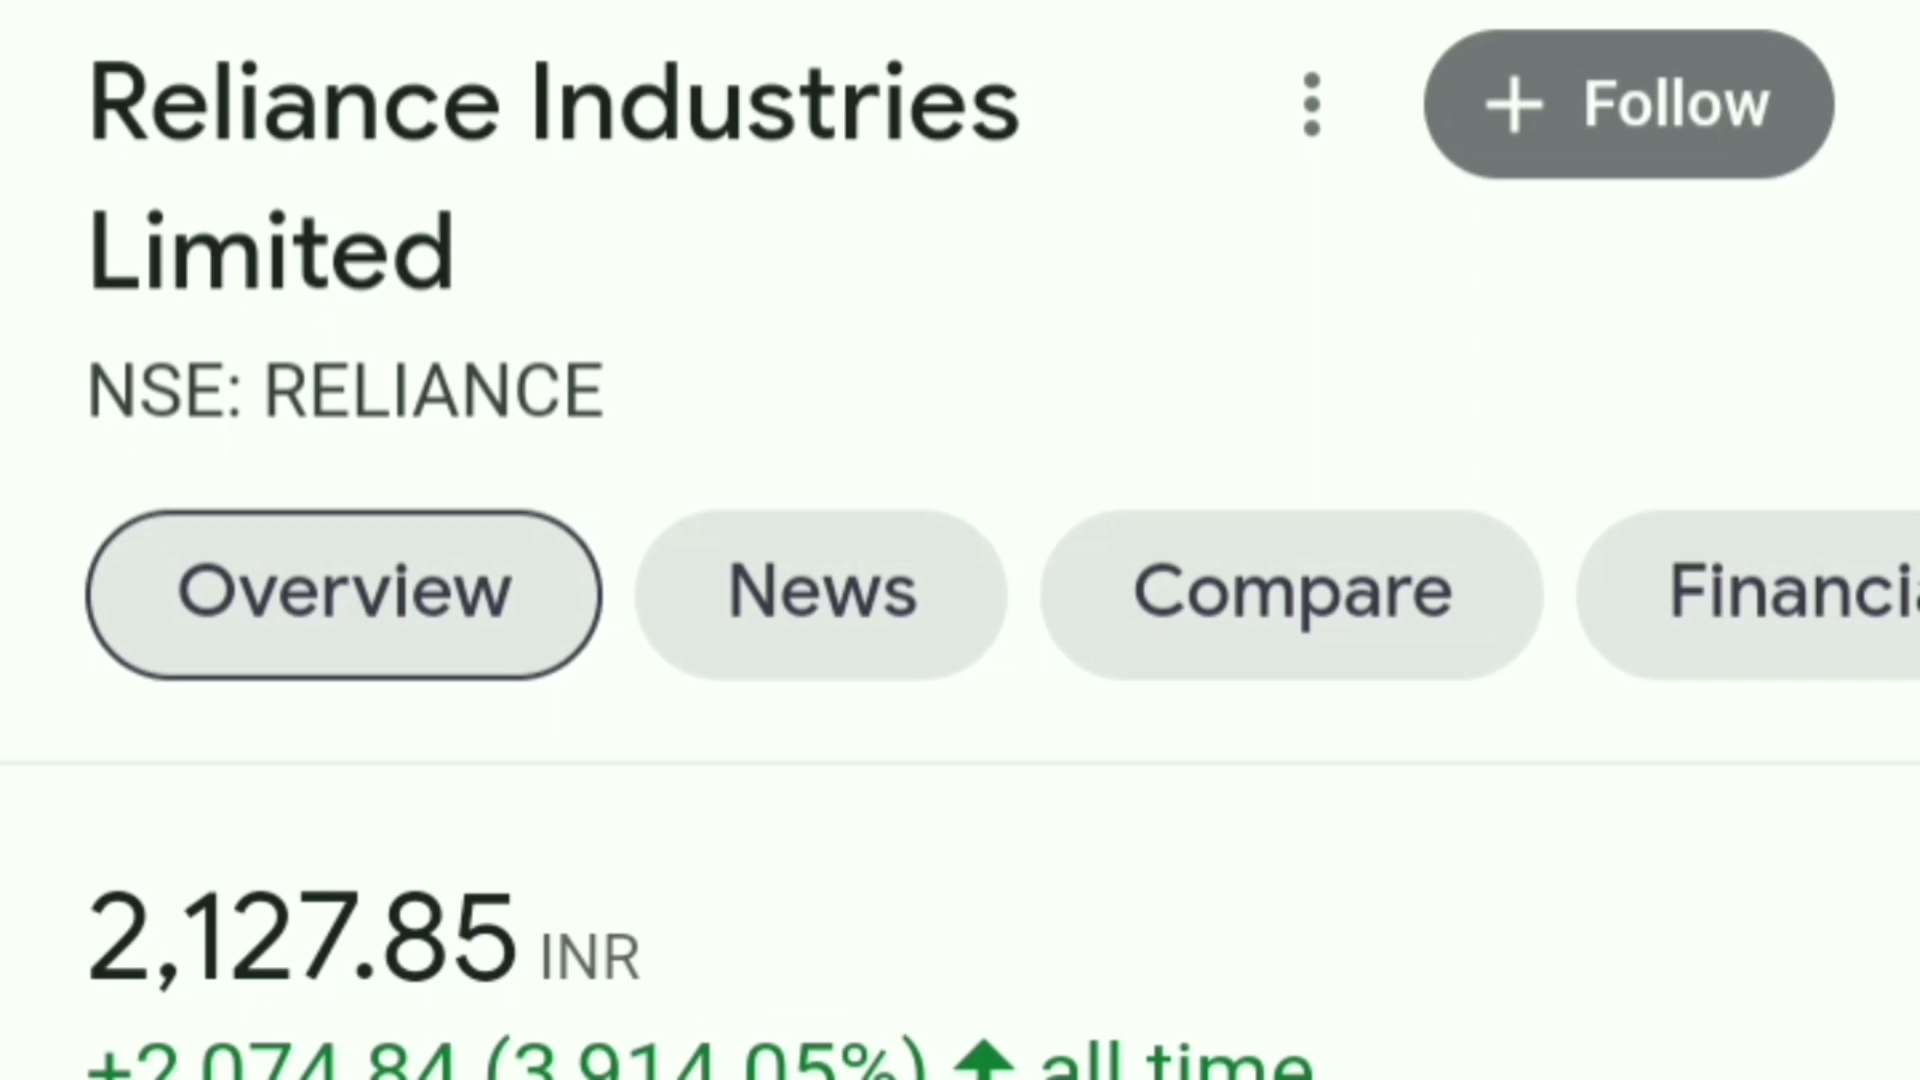 Reliance Industries
Limited
+ Follow
NSE: RELIANCE
Overview News Compare Financia
2,127.85 INR
+2,074.84 (3,914.05%) ↑ all time